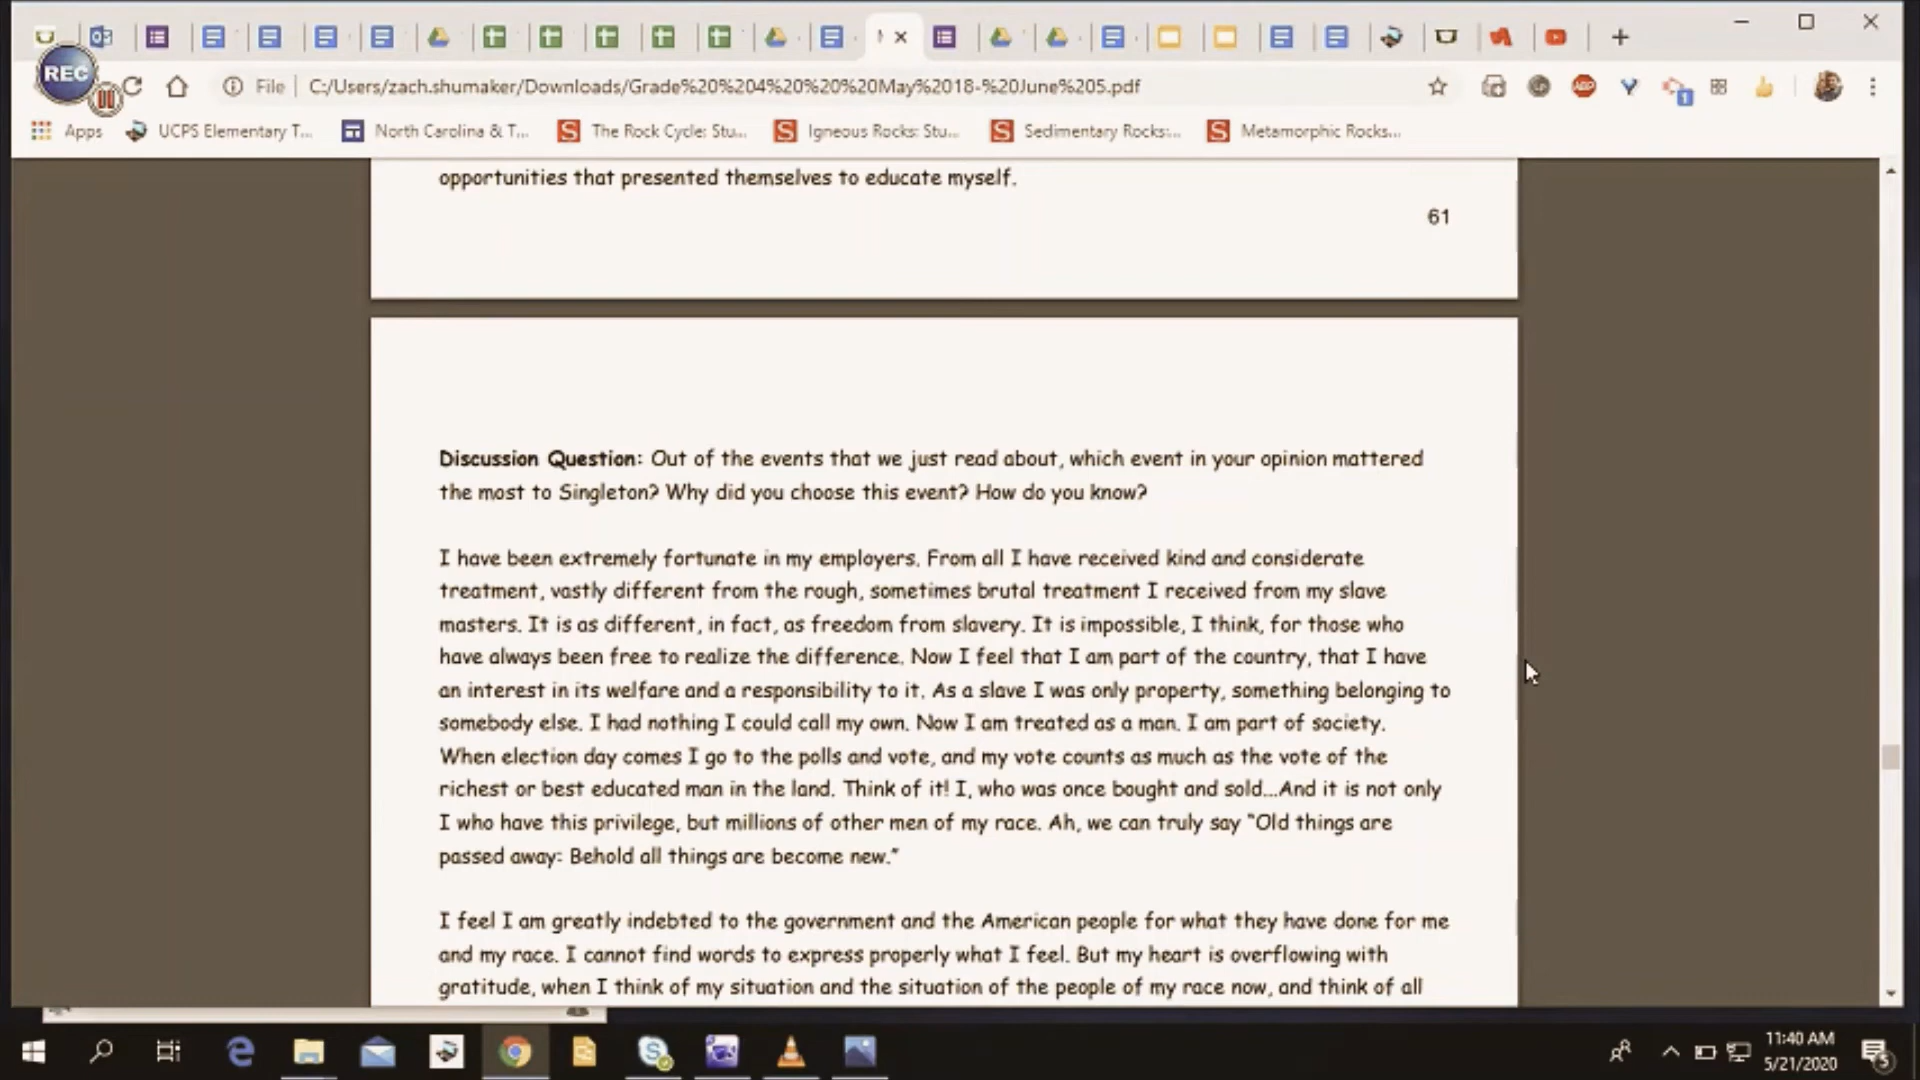 REC
File
C:/Users/zach.shumaker/Downloads/Grade%20%204%20%20%20May%2018-%20June%205.pdf
ABP
1
Apps
UCPS Elementary T...
North Carolina & T...
The Rock Cycle: Stu...
Igneous Rocks: Stu...
Sedimentary Rocks:...
Metamorphic Rocks...
opportunities that presented themselves to educate myself.
61
Discussion Question: Out of the events that we just read about, which event in your opinion mattered
the most to Singleton? Why did you choose this event? How do you know?
I have been extremely fortunate in my employers. From all I have received kind and considerate
treatment, vastly different from the rough, sometimes brutal treatment I received from my slave
masters. It is as different, in fact, as freedom from slavery. It is impossible, I think, for those who
have always been free to realize the difference. Now I feel that I am part of the country, that I have
an interest in its welfare and a responsibility to it. As a slave I was only property, something belonging to
somebody else. I had nothing I could call my own. Now I am treated as a man. I am part of society.
When election day comes I go to the polls and vote, and my vote counts as much as the vote of the
richest or best educated man in the land. Think of it! I, who was once bought and sold...And it is not only
I who have this privilege, but millions of other men of my race. Ah, we can truly say “Old things are
passed away: Behold all things are become new.”
I feel I am greatly indebted to the government and the American people for what they have done for me
and my race. I cannot find words to express properly what I feel. But my heart is overflowing with
gratitude, when I think of my situation and the situation of the people of my race now, and think of all
11:40 AM
5/21/2020
5